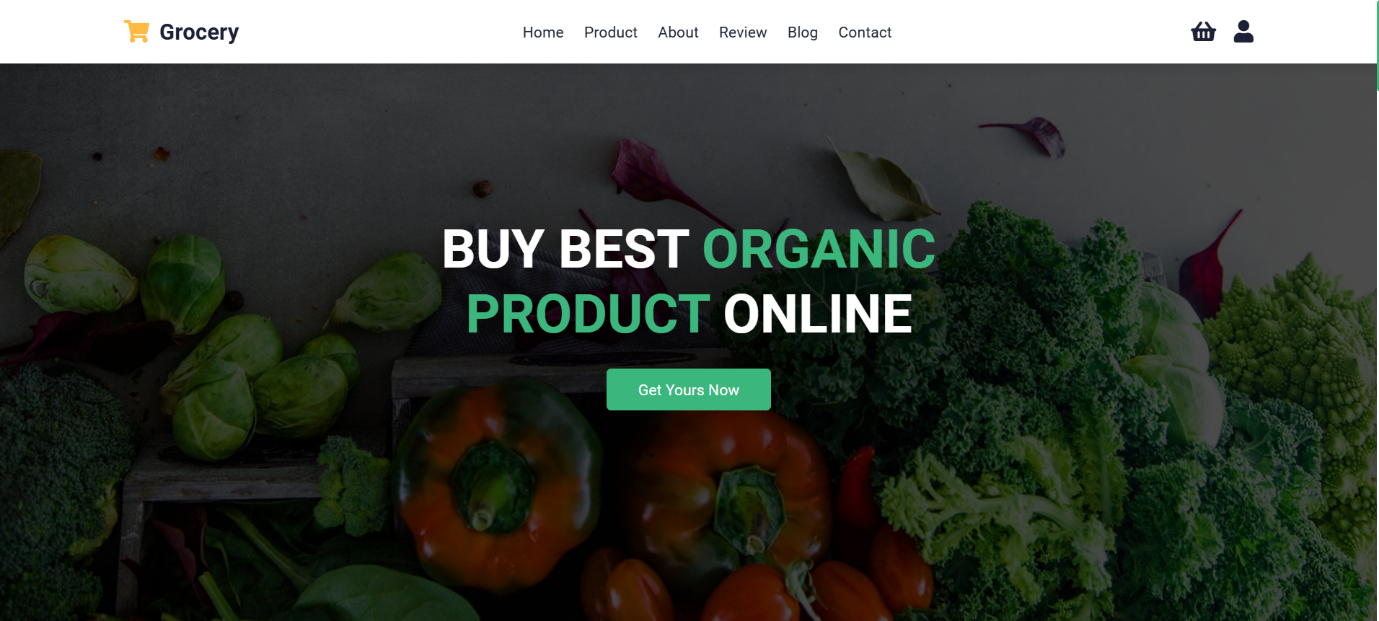 Grocery
Home Product About Review Blog Contact
BUY BEST ORGANIC
PRODUCT ONLINE
Get Yours Now